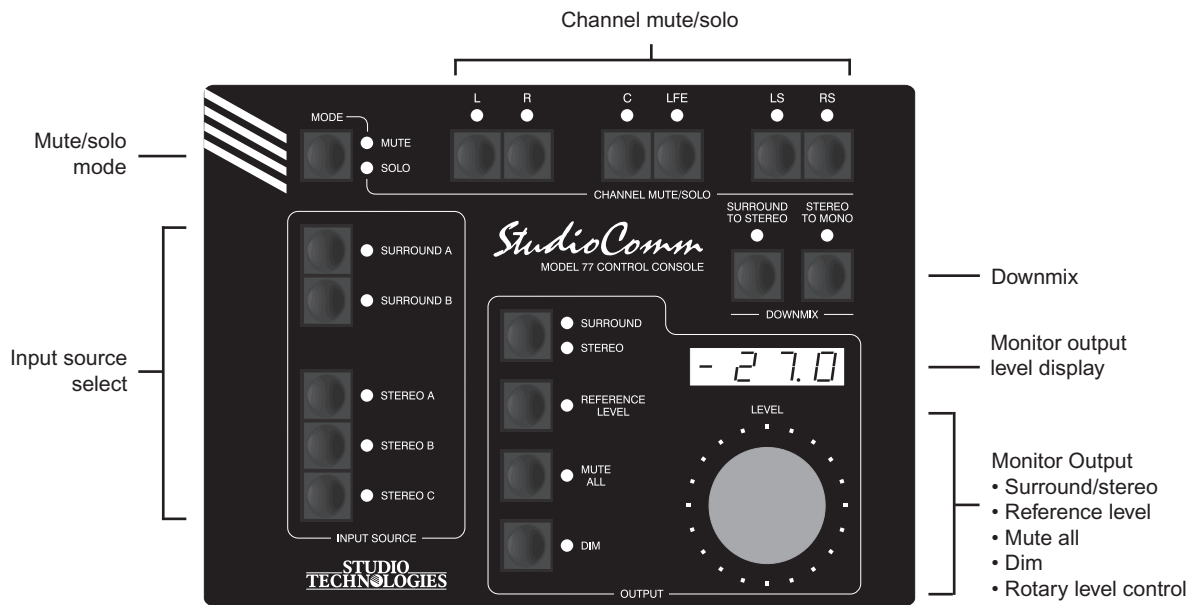 Channel mute/solo
Mute/solo
mode
Input source
select
MODE
MUTE
SOLO
L
R
C
LFE
LS
RS
CHANNEL MUTE/SOLO
SURROUND A
SURROUND B
STEREO A
STEREO B
STEREO C
INPUT SOURCE
STUDIO
TECHNOLOGIES
StudioComm
MODEL 77 CONTROL CONSOLE
SURROUND
TO STEREO
STEREO
TO MONO
DOWNMIX
SURROUND
STEREO
REFERENCE
LEVEL
MUTE
ALL
DIM
- 27.0
LEVEL
OUTPUT
Downmix
Monitor output
level display
Monitor Output
• Surround/stereo
• Reference level
• Mute all
• Dim
• Rotary level control